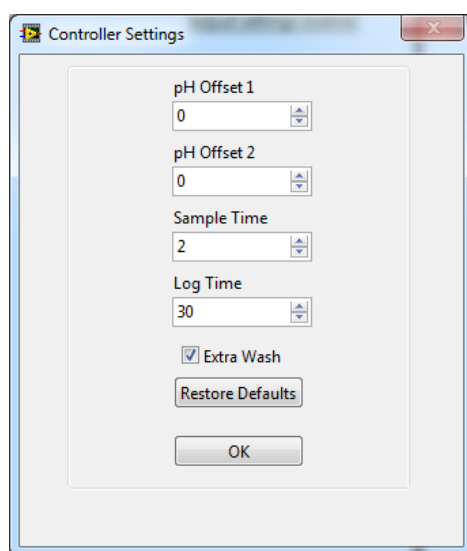 Controller Settings
pH Offset 1
0
pH Offset 2
0
Sample Time
2
Log Time
30
Extra Wash
Restore Defaults
OK